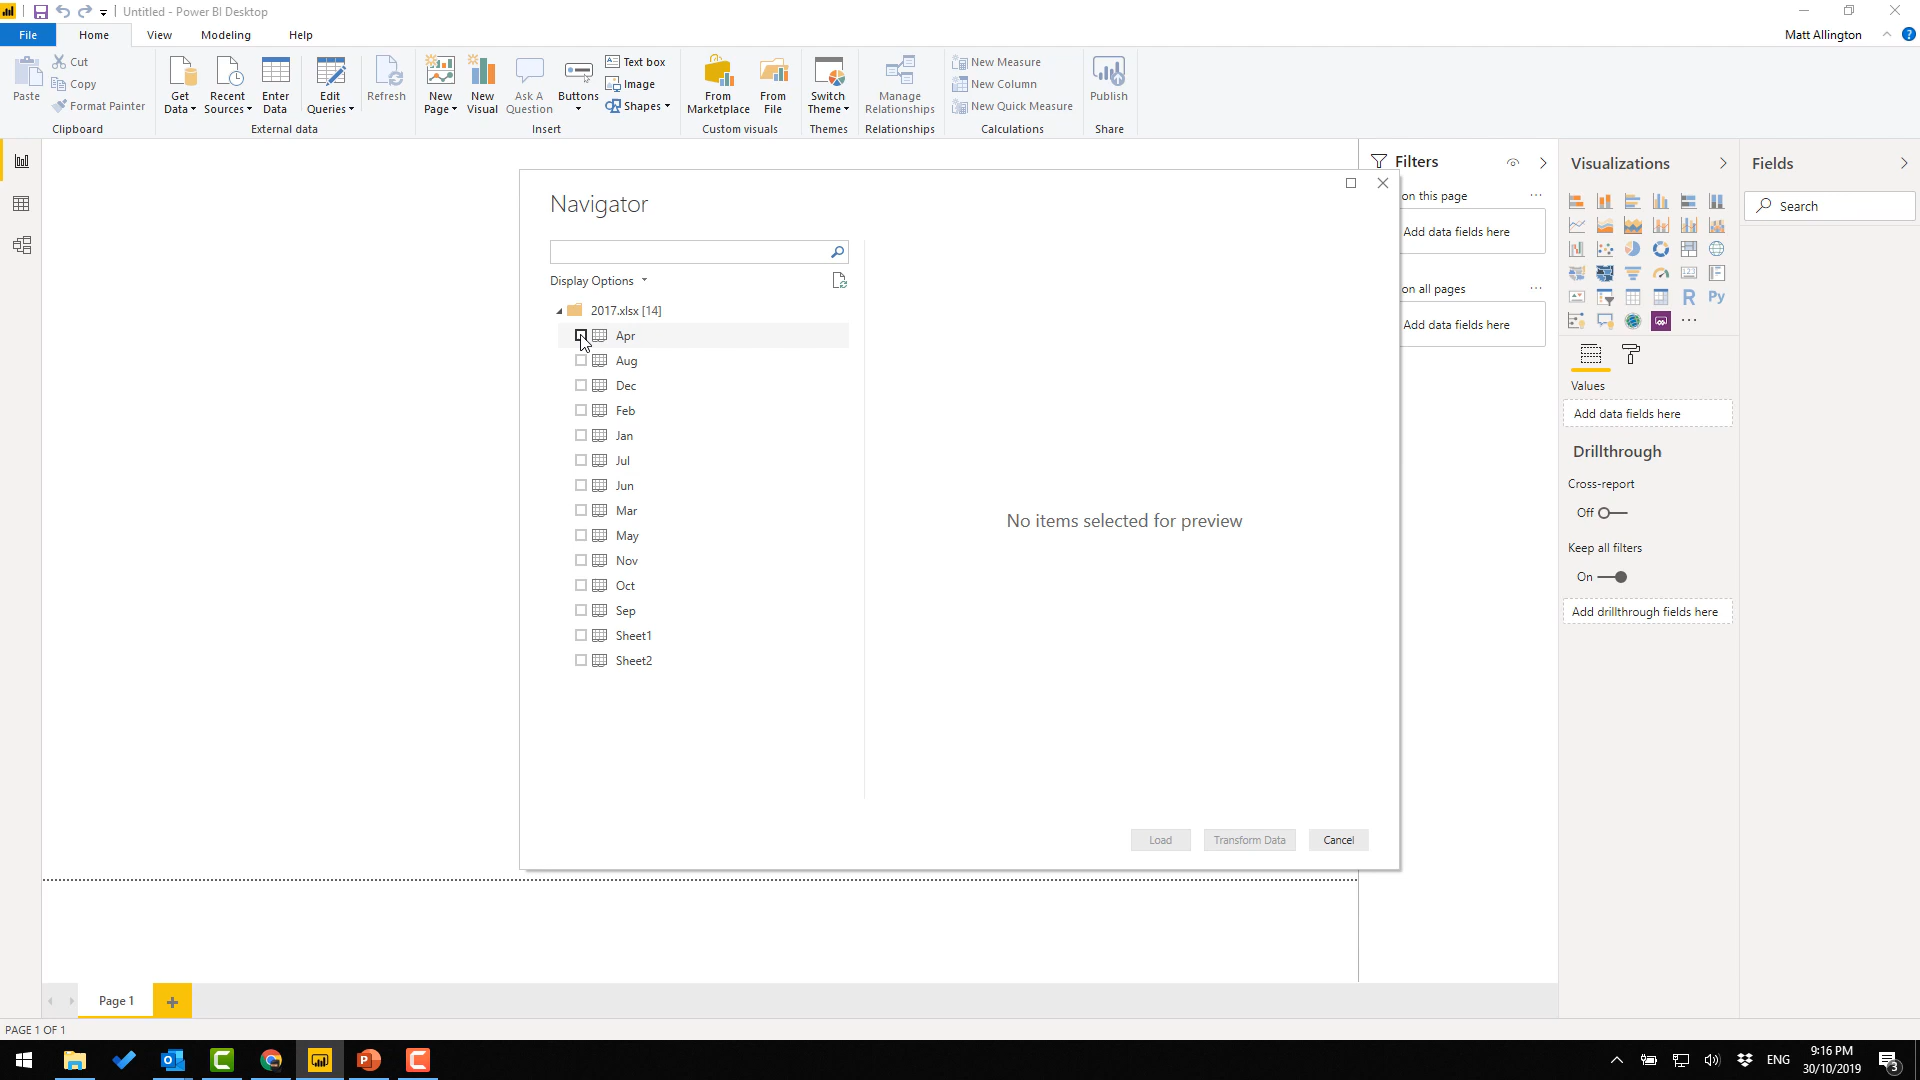 Untitled - Power BI Desktop
File
Home
View
Modeling
Help
Matt Allington
?
Paste
Cut
Copy
Format Painter
Clipboard
Get Data
Recent Sources
Enter Data
Edit Queries
Refresh
External data
New Page
New Visual
Ask A Question
Buttons
Text box
Image
Shapes
Insert
From Marketplace
From File
Custom visuals
Switch Theme
Themes
Manage Relationships
Relationships
New Measure
New Column
New Quick Measure
Calculations
Publish
Share
Navigator
Display Options
2017.xlsx [14]
Apr
Aug
Dec
Feb
Jan
Jul
Jun
Mar
May
Nov
Oct
Sep
Sheet1
Sheet2
No items selected for preview
Load
Transform Data
Cancel
Filters
on this page
Add data fields here
on all pages
Add data fields here
Visualizations
R
Py
Values
Add data fields here
Drillthrough
Cross-report
Off
Keep all filters
On
Add drillthrough fields here
Fields
Search
Page 1
PAGE 1 OF 1
ENG
9:16 PM
30/10/2019
3